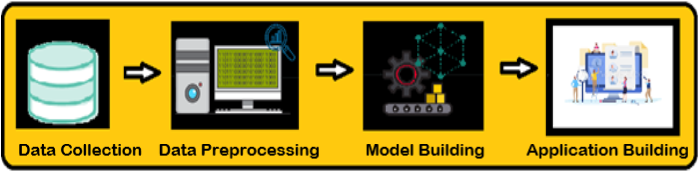 Data Collection
Data Preprocessing
Model Building
Application Building